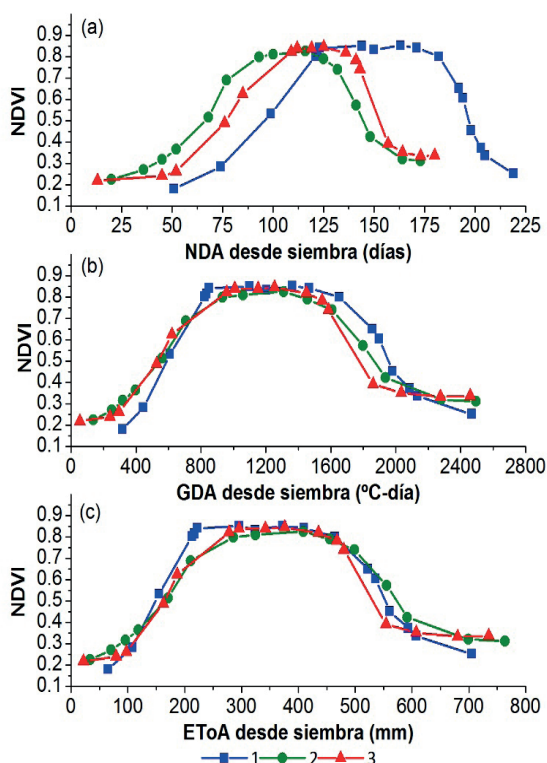 (a)
0.9
0.8
0.7
0.6
0.5
0.4
0.3
0.2
0.1
NDVI
0 25 50 75 100 125 150 175 200 225
NDA desde siembra (días)
(b)
0.9
0.8
0.7
0.6
0.5
0.4
0.3
0.2
0.1
NDVI
0 400 800 1200 1600 2000 2400 2800
GDA desde siembra (ºC-día)
(c)
0.9
0.8
0.7
0.6
0.5
0.4
0.3
0.2
0.1
NDVI
0 100 200 300 400 500 600 700 800
EToA desde siembra (mm)
1 2 3